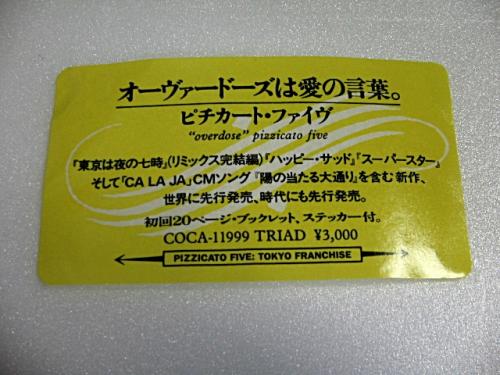 オーヴァードーズは愛の言葉。
ピチカート・ファイヴ
"overdose" pizzicato five
『東京は夜の七時』(リミックス完結編)『ハッピー・サッド』『スーパースター』
そして「CA LA JA」CMソング『陽の当たる大通り』を含む新作、
世界に先行発売、時代にも先行発売。
初回20ページ・ブックレット、ステッカー付。
COCA-11999 TRIAD ¥3,000
PIZZICATO FIVE: TOKYO FRANCHISE